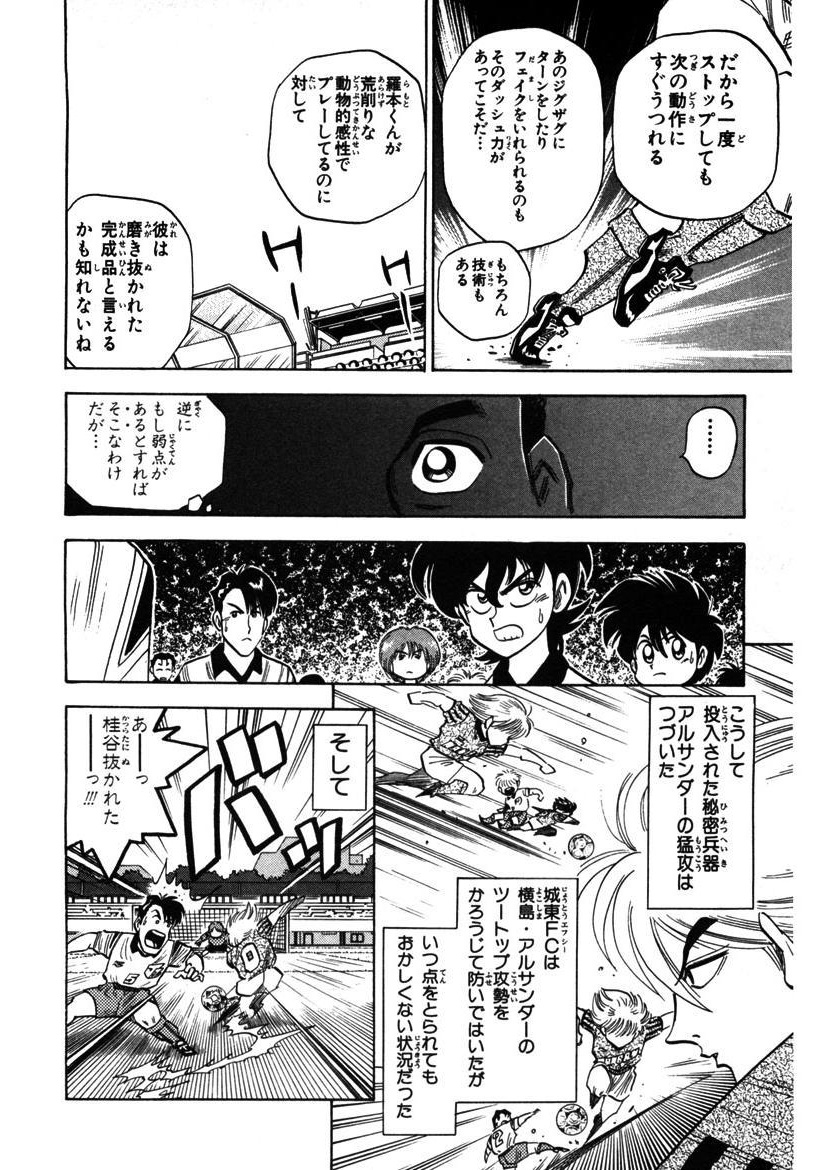 だから一度
ストップしても
次の動作に
すぐうつれる
あのジグザグに
ターンをしたり
フェイクをいれられるのも
そのダッシュ力が
あってこそだ…
もちろん
技術も
ある
羅本くんが
荒削りな
動物的感性で
プレーしてるのに
対して
彼は
磨き抜かれた
完成品と言える
かも知れないね
ト
ト
……
逆に
もし弱点が
あるとすれば
そこなわけ
だが…
こうして
投入された秘密兵器
アルサンダーの猛攻は
つづいた
城東FCは
横島・アルサンダーの
ツートップ攻勢を
かろうじて防いではいたが
いつ点をとられても
おかしくない状況だった
そして
バッ
あーっ
桂谷抜かれた
ーっ!!!